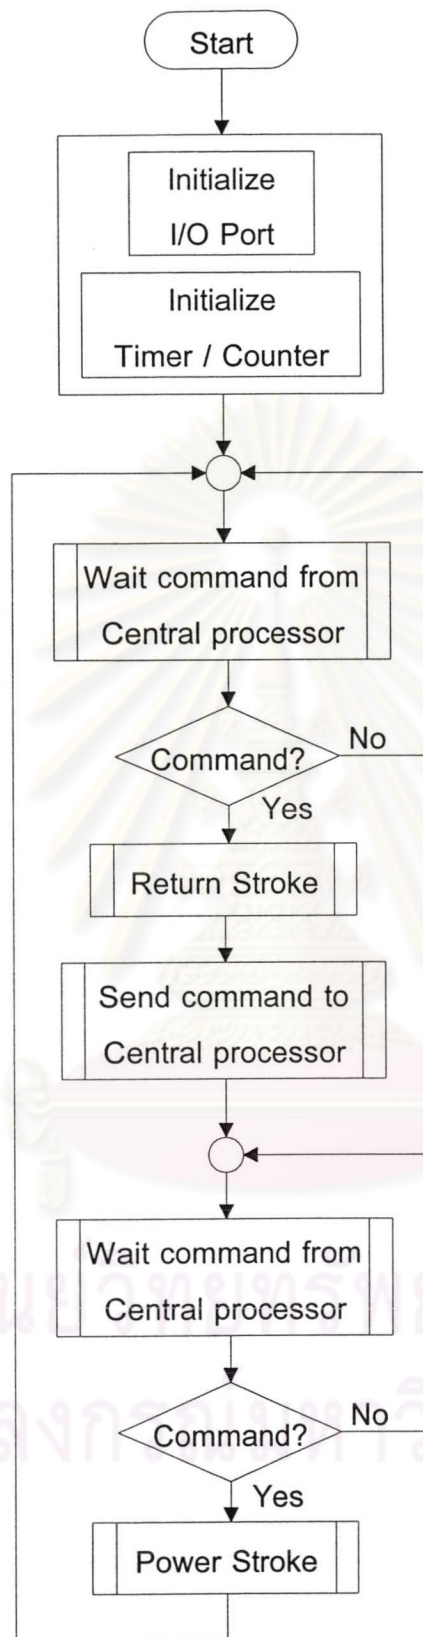 Start
Initialize
I/O Port
Initialize
Timer / Counter
Wait command from
Central processor
Command?
No
Yes
Return Stroke
Send command to
Central processor
Wait command from
Central processor
Command?
No
Yes
Power Stroke